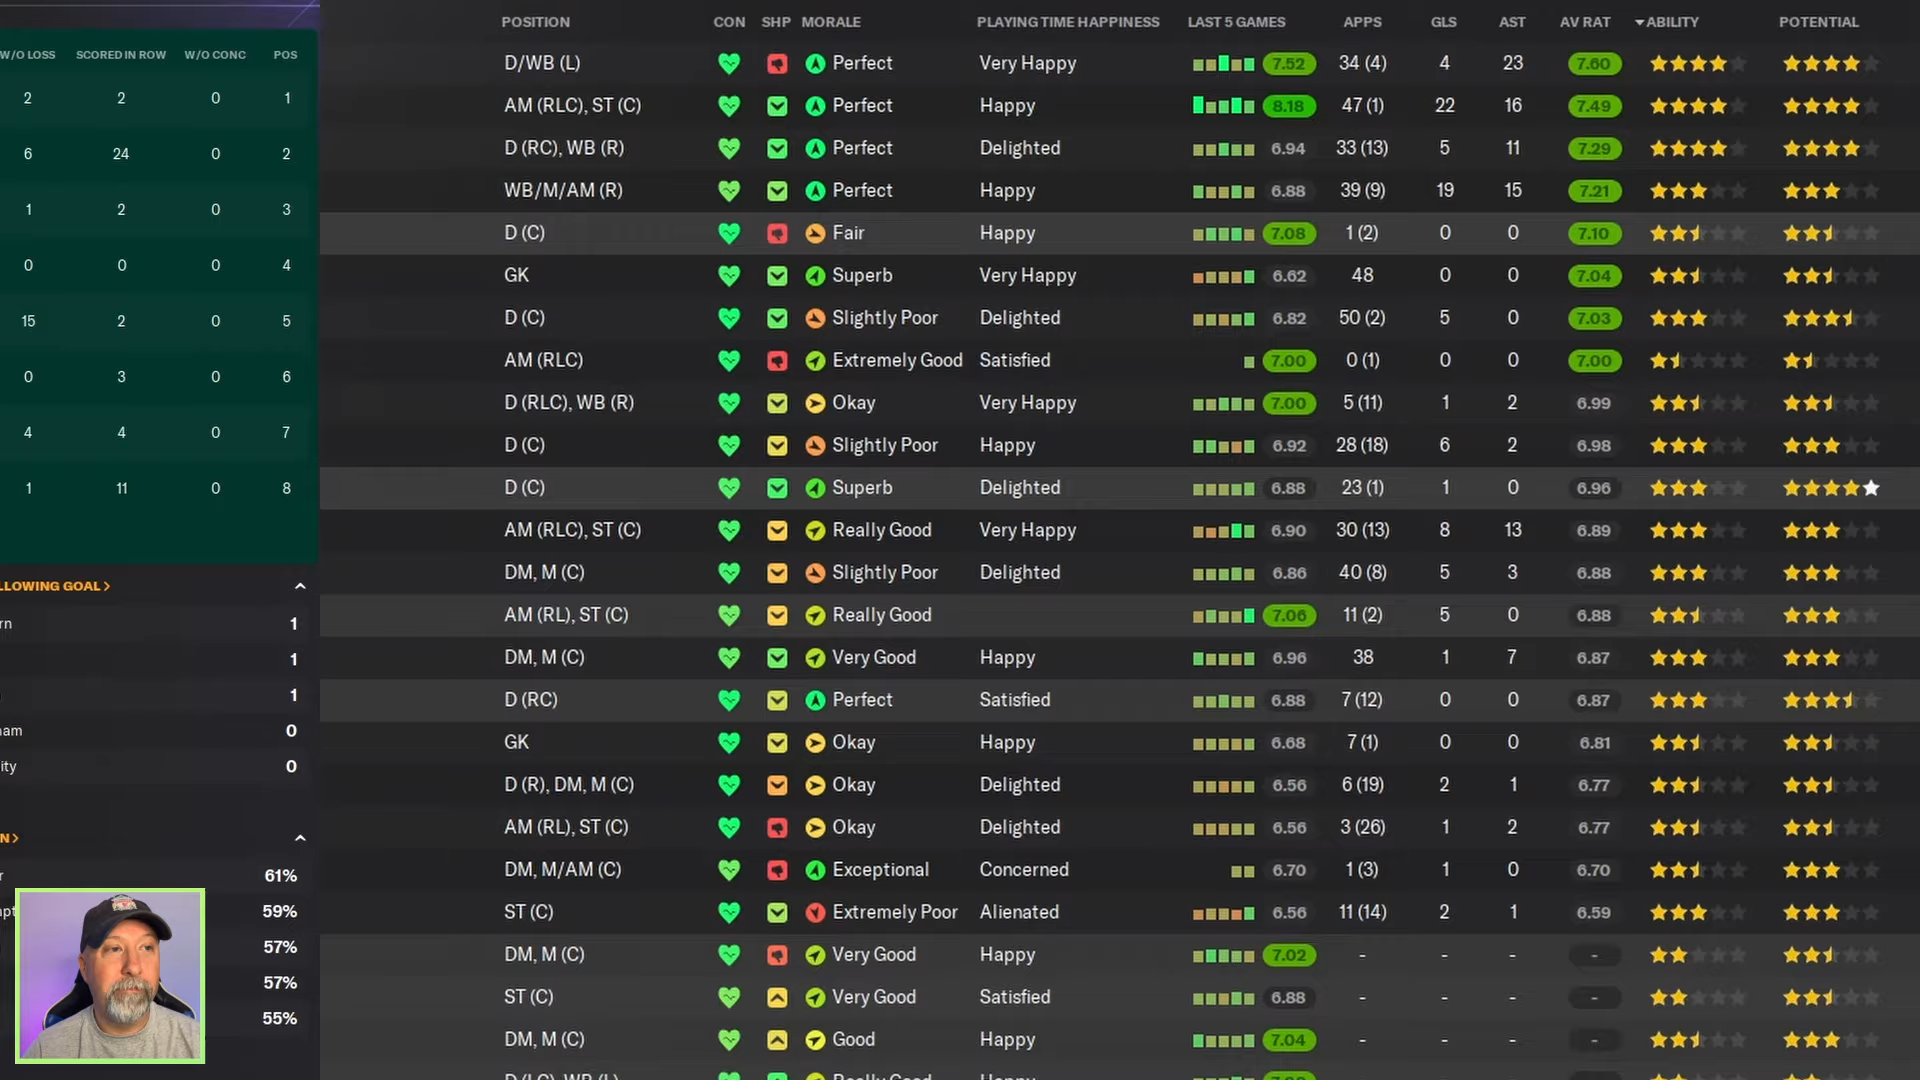 POSITION CON SHP MORALE PLAYING TIME HAPPINESS LAST 5 GAMES APPS GLS AST AV RAT ABILITY POTENTIAL
D/WB (L) Perfect Very Happy 7.52 34 (4) 4 23 7.60
AM (RLC), ST (C) Perfect Happy 8.18 47 (1) 22 16 7.49
D (RC), WB (R) Perfect Delighted 6.94 33 (13) 5 11 7.29
WB/M/AM (R) Perfect Happy 6.88 39 (9) 19 15 7.21
D (C) Fair Happy 7.08 1 (2) 0 0 7.10
GK Superb Very Happy 6.62 48 0 0 7.04
D (C) Slightly Poor Delighted 6.82 50 (2) 5 0 7.03
AM (RLC) Extremely Good Satisfied 7.00 0 (1) 0 0 7.00
D (RLC), WB (R) Okay Very Happy 7.00 5 (11) 1 2 6.99
D (C) Slightly Poor Happy 6.92 28 (18) 6 2 6.98
D (C) Superb Delighted 6.88 23 (1) 1 0 6.96
AM (RLC), ST (C) Really Good Very Happy 6.90 30 (13) 8 13 6.89
DM, M (C) Slightly Poor Delighted 6.86 40 (8) 5 3 6.88
AM (RL), ST (C) Really Good 7.06 11 (2) 5 0 6.88
DM, M (C) Very Good Happy 6.96 38 1 7 6.87
D (RC) Perfect Satisfied 6.88 7 (12) 0 0 6.87
GK Okay Happy 6.68 7 (1) 0 0 6.81
D (R), DM, M (C) Okay Delighted 6.56 6 (19) 2 1 6.77
AM (RL), ST (C) Okay Delighted 6.56 3 (26) 1 2 6.77
DM, M/AM (C) Exceptional Concerned 6.70 1 (3) 1 0 6.70
ST (C) Extremely Poor Alienated 6.56 11 (14) 2 1 6.59
DM, M (C) Very Good Happy 7.02 - - - -
ST (C) Very Good Satisfied 6.88 - - - -
DM, M (C) Good Happy 7.04 - - - -
W/O LOSS SCORED IN ROW W/O CONC POS
2 2 0 1
6 24 0 2
1 2 0 3
0 0 0 4
15 2 0 5
0 3 0 6
4 4 0 7
1 11 0 8
LLOWING GOAL >
rn 1
1
1
am 0
ity 0
N >
r 61%
pt 59%
57%
57%
55%